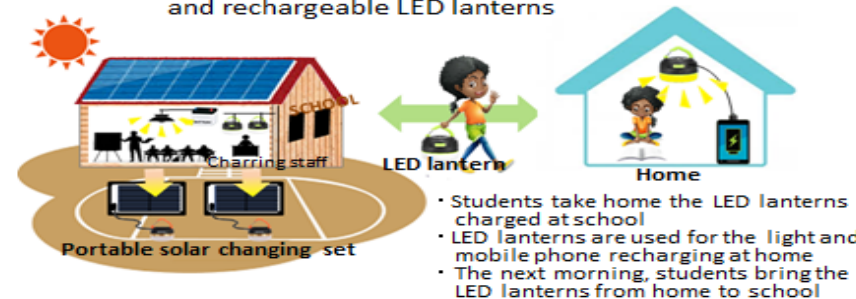 and rechargeable LED lanterns
SCHOOL
Charring staff
LED lantern
Home
Portable solar changing set
・Students take home the LED lanterns
charged at school
・LED lanterns are used for the light and
mobile phone recharging at home
・The next morning, students bring the
LED lanterns from home to school